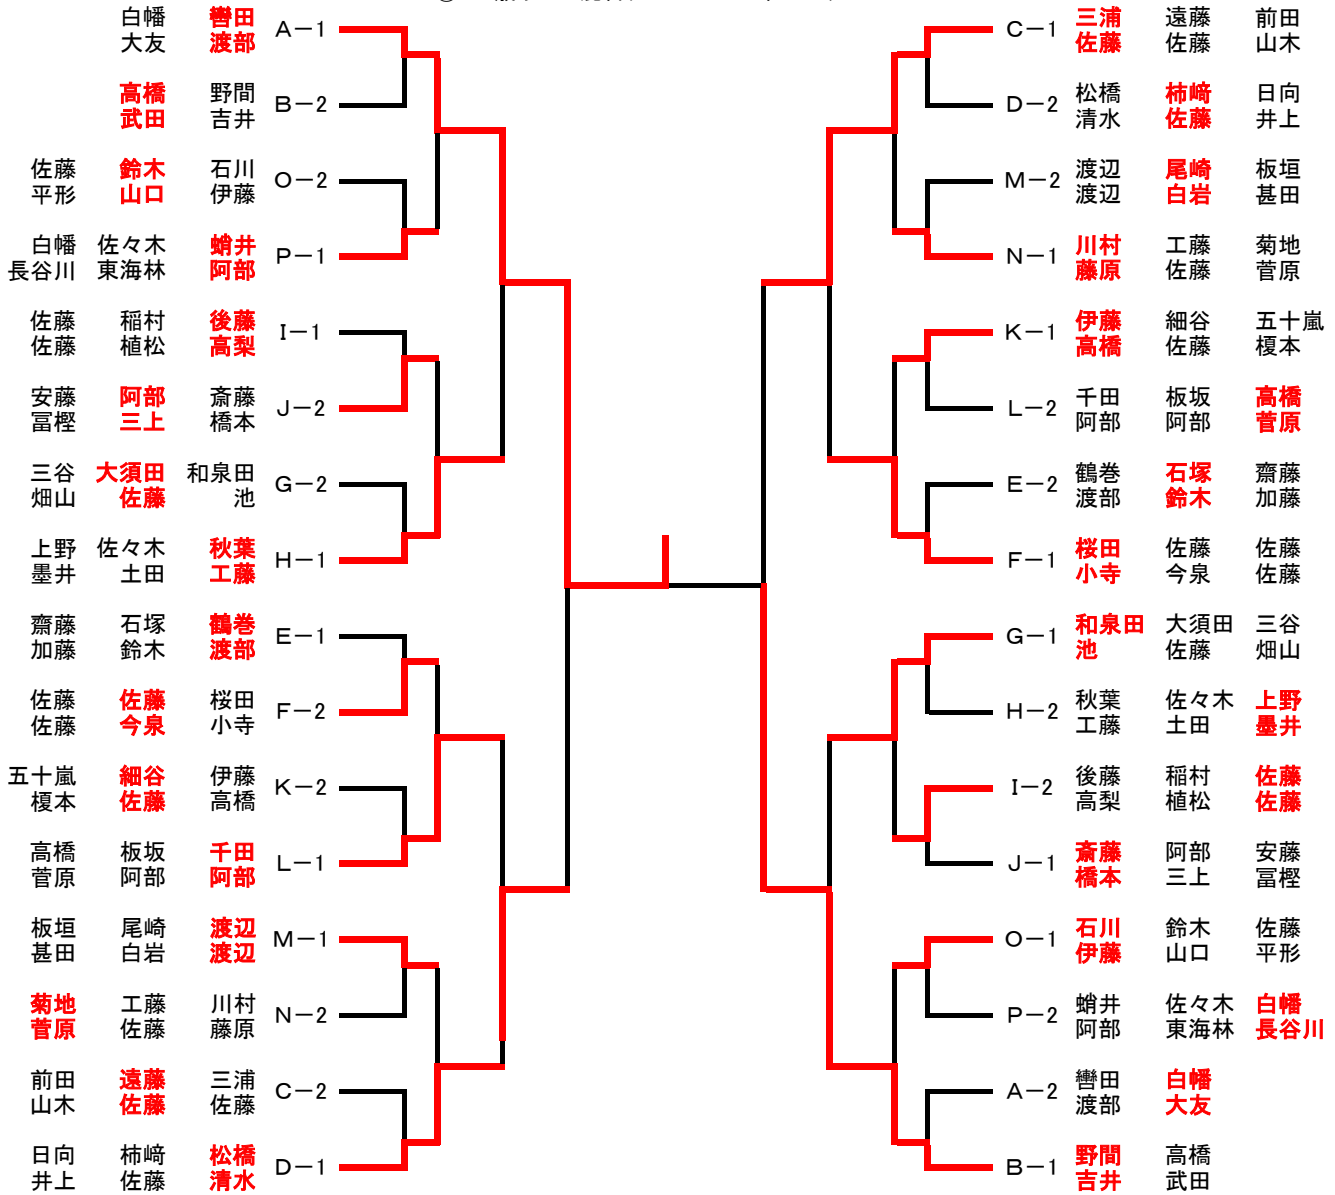 白幡 轡田 A－1
大友 渡部
高橋 野間 B－2
武田 吉井
佐藤 鈴木 石川 O－2
平形 山口 伊藤
白幡 佐々木 蛸井 P－1
長谷川 東海林 阿部
佐藤 稲村 後藤 I－1
佐藤 植松 高梨
安藤 阿部 斎藤 J－2
冨樫 三上 橋本
三谷 大須田 和泉田 G－2
畑山 佐藤 池
上野 佐々木 秋葉 H－1
墨井 土田 工藤
齋藤 石塚 鶴巻 E－1
加藤 鈴木 渡部
佐藤 佐藤 桜田 F－2
佐藤 今泉 小寺
五十嵐 細谷 伊藤 K－2
榎本 佐藤 高橋
高橋 板坂 千田 L－1
菅原 阿部 阿部
板垣 尾崎 渡辺 M－1
甚田 白岩 渡辺
菊地 工藤 川村 N－2
菅原 佐藤 藤原
前田 遠藤 三浦 C－2
山木 佐藤 佐藤
日向 柿﨑 松橋 D－1
井上 佐藤 清水
C－1 三浦 遠藤 前田
佐藤 佐藤 山木
D－2 松橋 柿﨑 日向
清水 佐藤 井上
M－2 渡辺 尾崎 板垣
渡辺 白岩 甚田
N－1 川村 工藤 菊地
藤原 佐藤 菅原
K－1 伊藤 細谷 五十嵐
高橋 佐藤 榎本
L－2 千田 板坂 高橋
阿部 阿部 菅原
E－2 鶴巻 石塚 齋藤
渡部 鈴木 加藤
F－1 桜田 佐藤 佐藤
小寺 今泉 佐藤
G－1 和泉田 大須田 三谷
池 佐藤 畑山
H－2 秋葉 佐々木 上野
工藤 土田 墨井
I－2 後藤 稲村 佐藤
高梨 植松 佐藤
J－1 斎藤 阿部 安藤
橋本 三上 冨樫
O－1 石川 鈴木 佐藤
伊藤 山口 平形
P－2 蛸井 佐々木 白幡
阿部 東海林 長谷川
A－2 轡田 白幡
渡部 大友
B－1 野間 高橋
吉井 武田